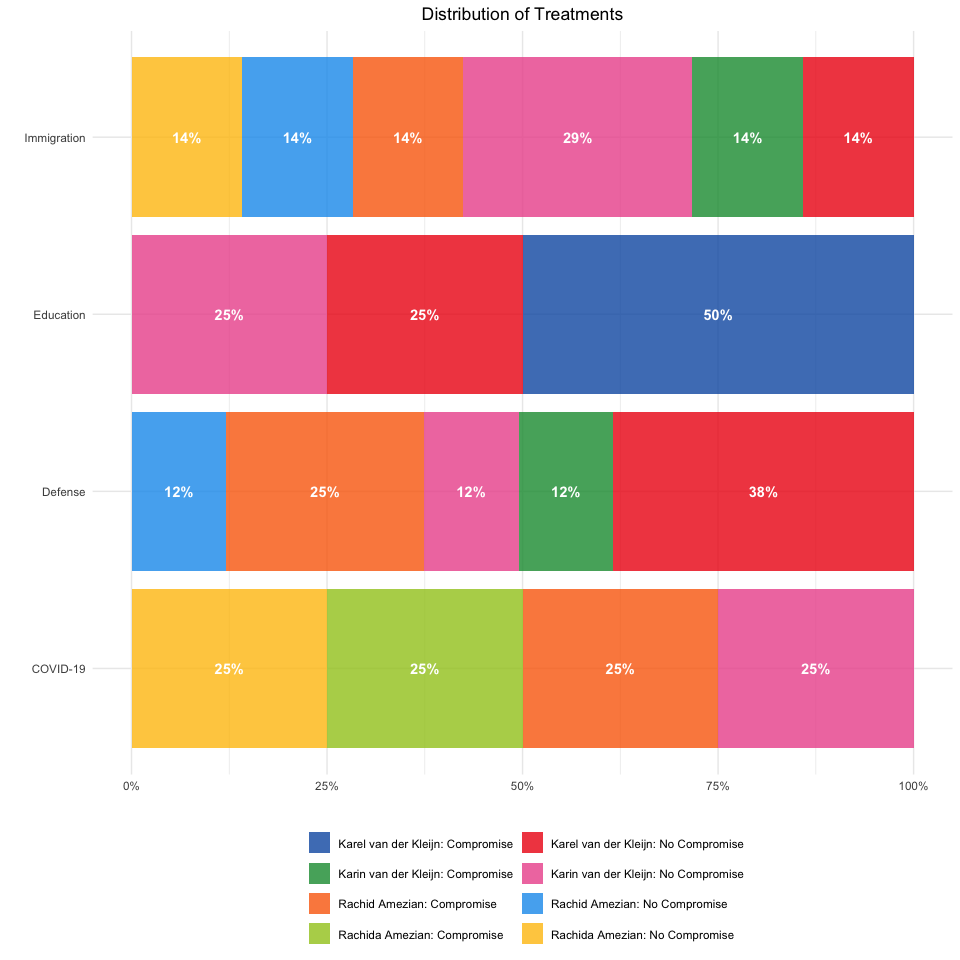 Distribution of Treatments
Immigration
14% 14% 14% 29% 14% 14%
Education
25% 25% 50%
Defense
12% 25% 12% 12% 38%
COVID-19
25% 25% 25% 25%
0% 25% 50% 75% 100%
Karel van der Kleijn: Compromise Karel van der Kleijn: No Compromise
Karin van der Kleijn: Compromise Karin van der Kleijn: No Compromise
Rachid Amezian: Compromise Rachid Amezian: No Compromise
Rachida Amezian: Compromise Rachida Amezian: No Compromise